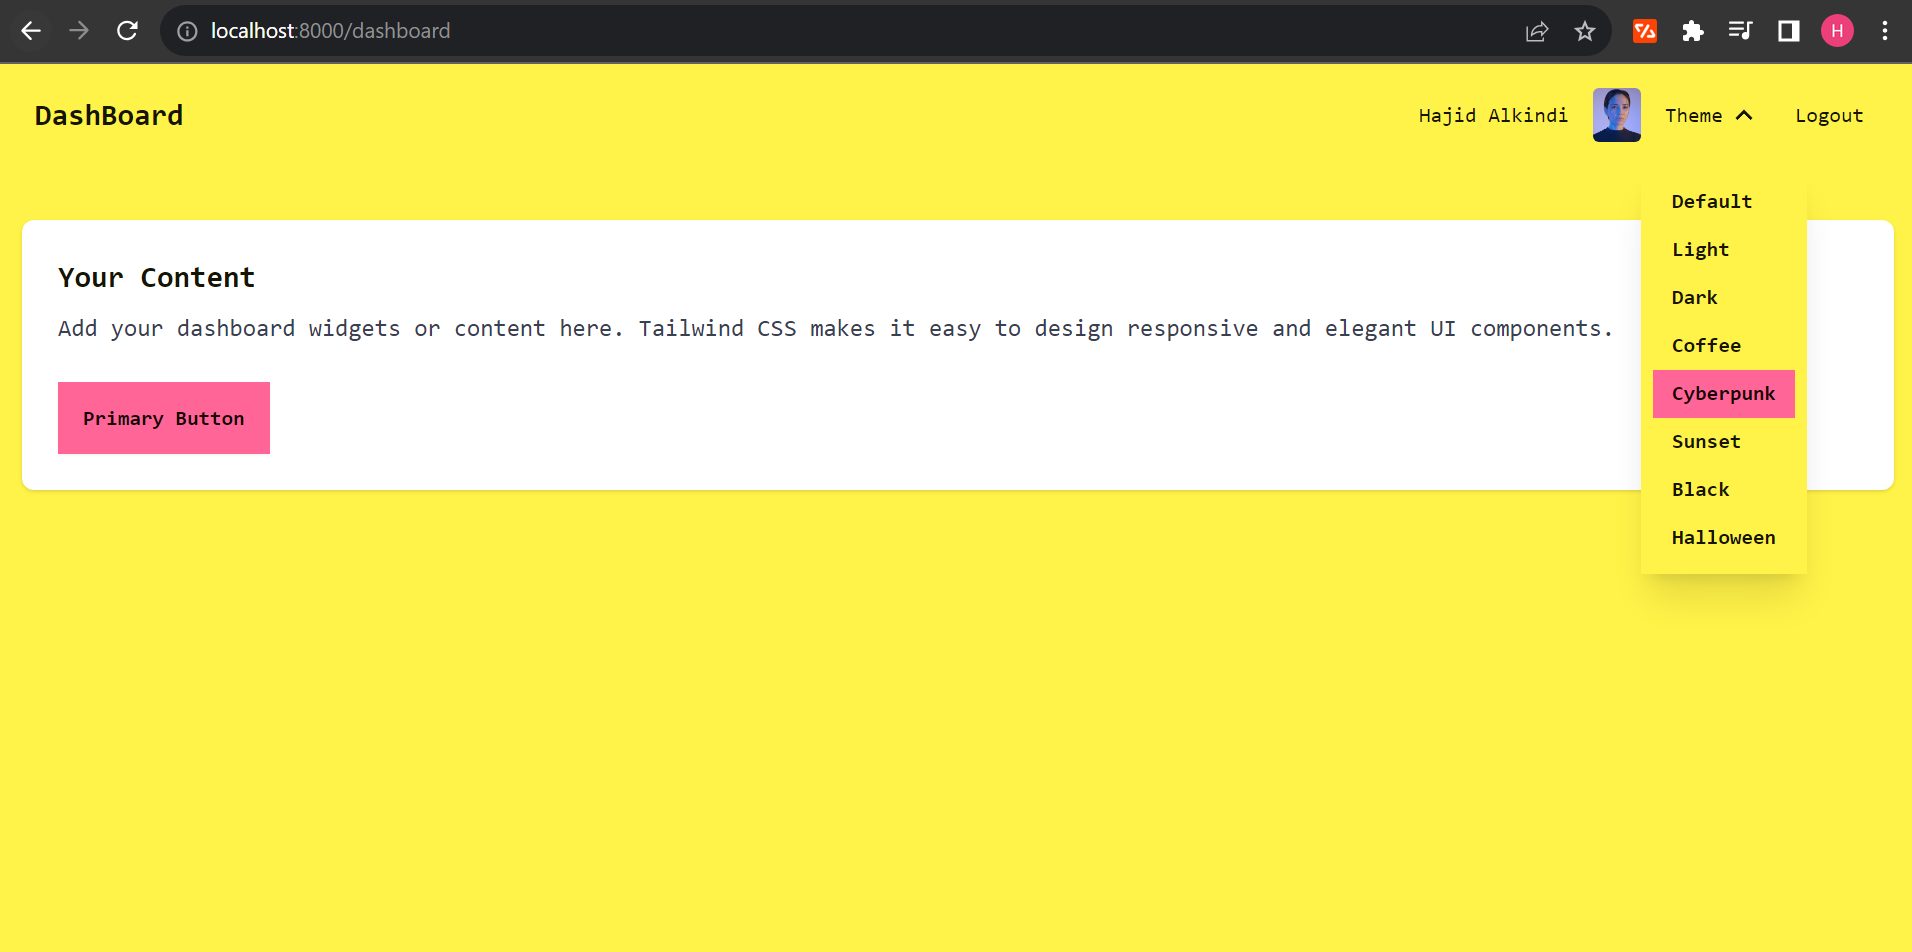 localhost:8000/dashboard
H
DashBoard
Hajid Alkindi
Theme
Logout
Default
Light
Dark
Coffee
Cyberpunk
Sunset
Black
Halloween
Your Content
Add your dashboard widgets or content here. Tailwind CSS makes it easy to design responsive and elegant UI components.
Primary Button